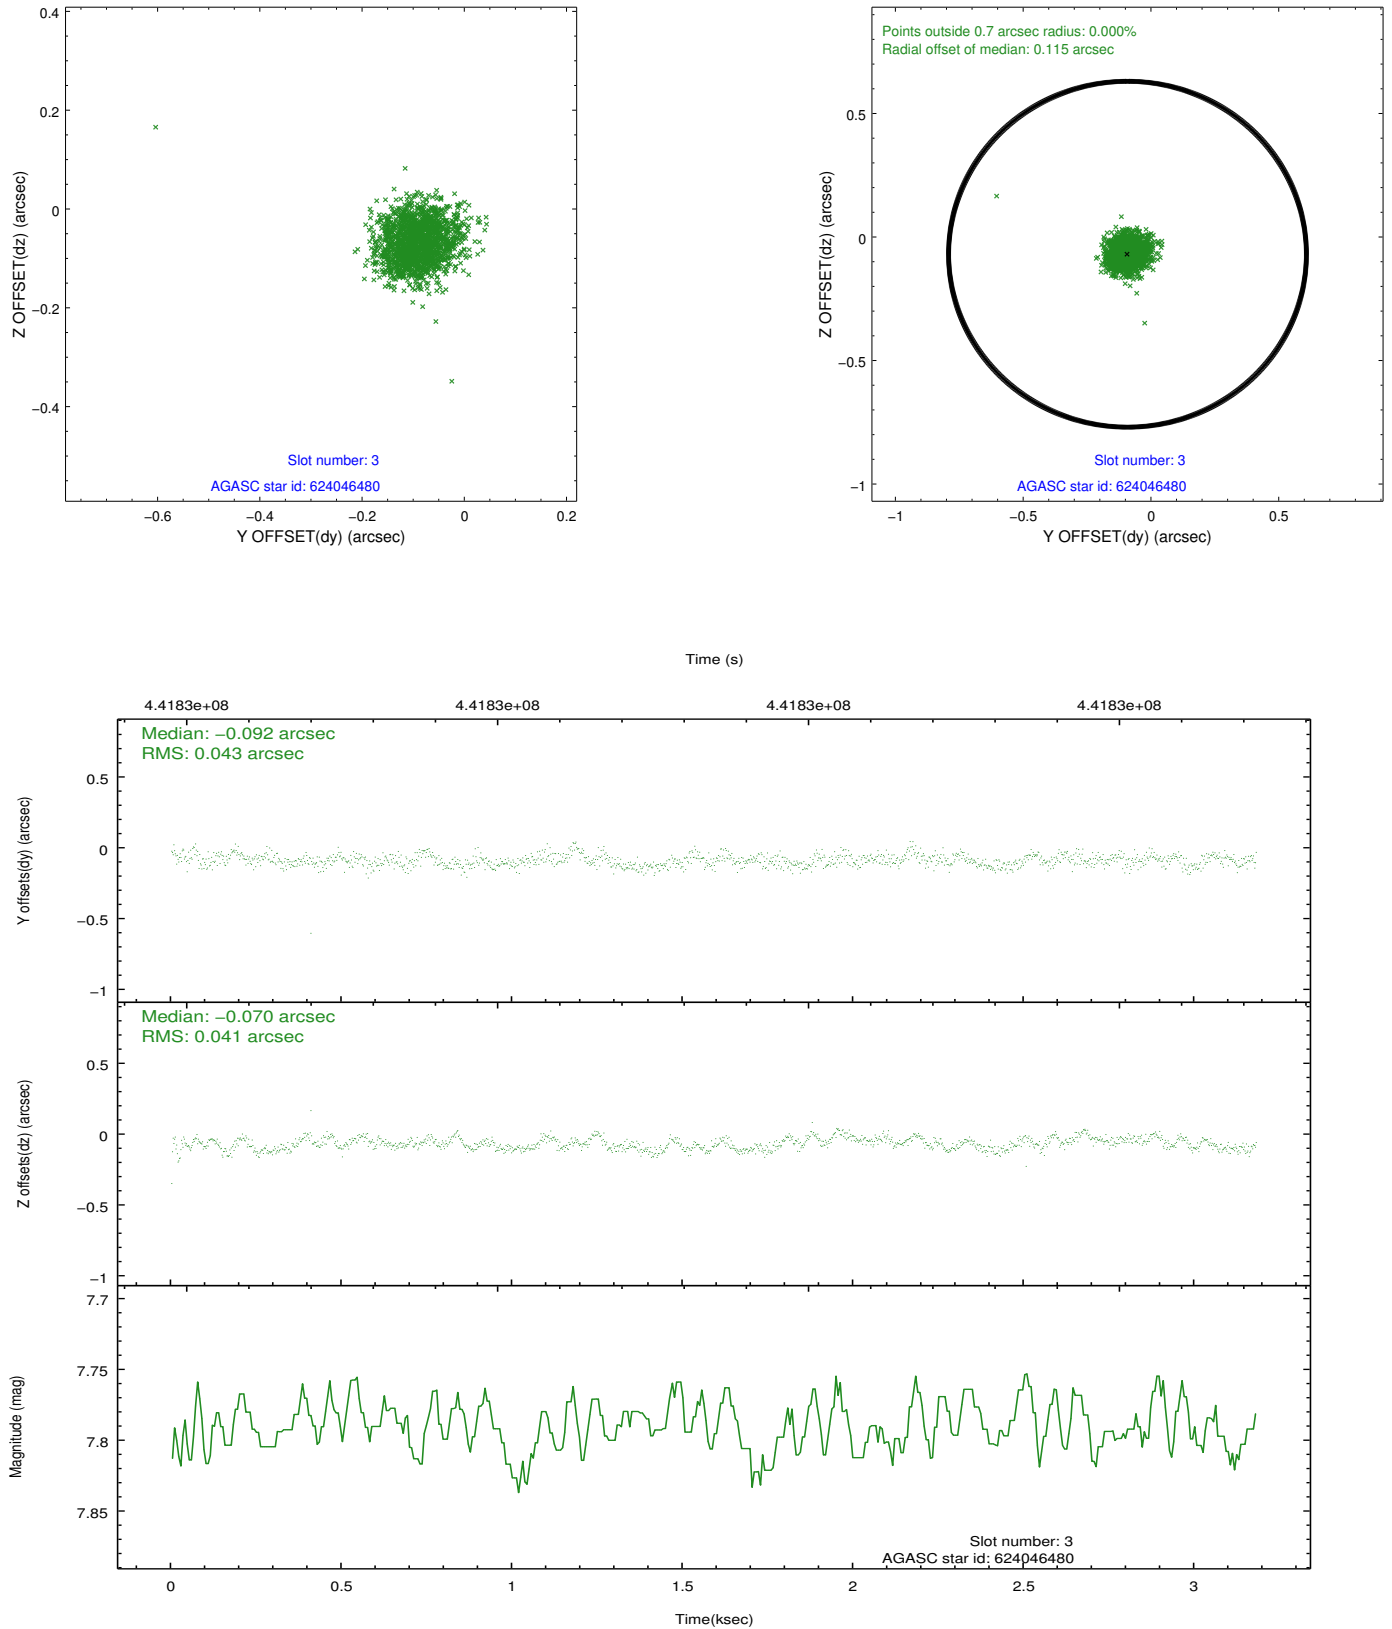 0.4
0.2
0
−0.2
−0.4
Z OFFSET(dz) (arcsec)
Slot number: 3
AGASC star id: 624046480
−0.6 −0.4 −0.2 0 0.2
Y OFFSET(dy) (arcsec)
Points outside 0.7 arcsec radius: 0.000%
Radial offset of median: 0.115 arcsec
0.5
0
−0.5
−1
Z OFFSET(dz) (arcsec)
Slot number: 3
AGASC star id: 624046480
−1 −0.5 0 0.5
Y OFFSET(dy) (arcsec)
Time (s)
4.4183e+08 4.4183e+08 4.4183e+08 4.4183e+08
Median: −0.092 arcsec
RMS: 0.043 arcsec
0.5
0
−0.5
−1
Y offsets(dy) (arcsec)
Median: −0.070 arcsec
RMS: 0.041 arcsec
0.5
0
−0.5
−1
Z offsets(dz) (arcsec)
7.7
7.75
7.8
7.85
Magnitude (mag)
Slot number: 3
AGASC star id: 624046480
0 0.5 1 1.5 2 2.5 3
Time(ksec)